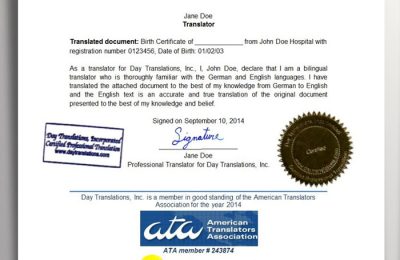 Jane Doe
Translator
Translated document: Birth Certificate of ______________ from John Doe Hospital with
registration number 0123456, Date of Birth: 01/02/03
As a translator for Day Translations, Inc., I, John Doe, declare that I am a bilingual
translator who is thoroughly familiar with the German and English languages. I have
translated the attached document to the best of my knowledge from German to English
and the English text is an accurate and true translation of the original document
presented to the best of my knowledge and belief.
Signed on September 10, 2014
Signature
Jane Doe
Professional Translator for Day Translations, Inc.
Day Translations, Incorporated
Certified Professional Translation
www.daytranslations.com
Certified
Day Translations, Inc. is a member in good standing of the American Translators
Association for the year 2014
ata
American
Translators
Association
ATA member # 243874